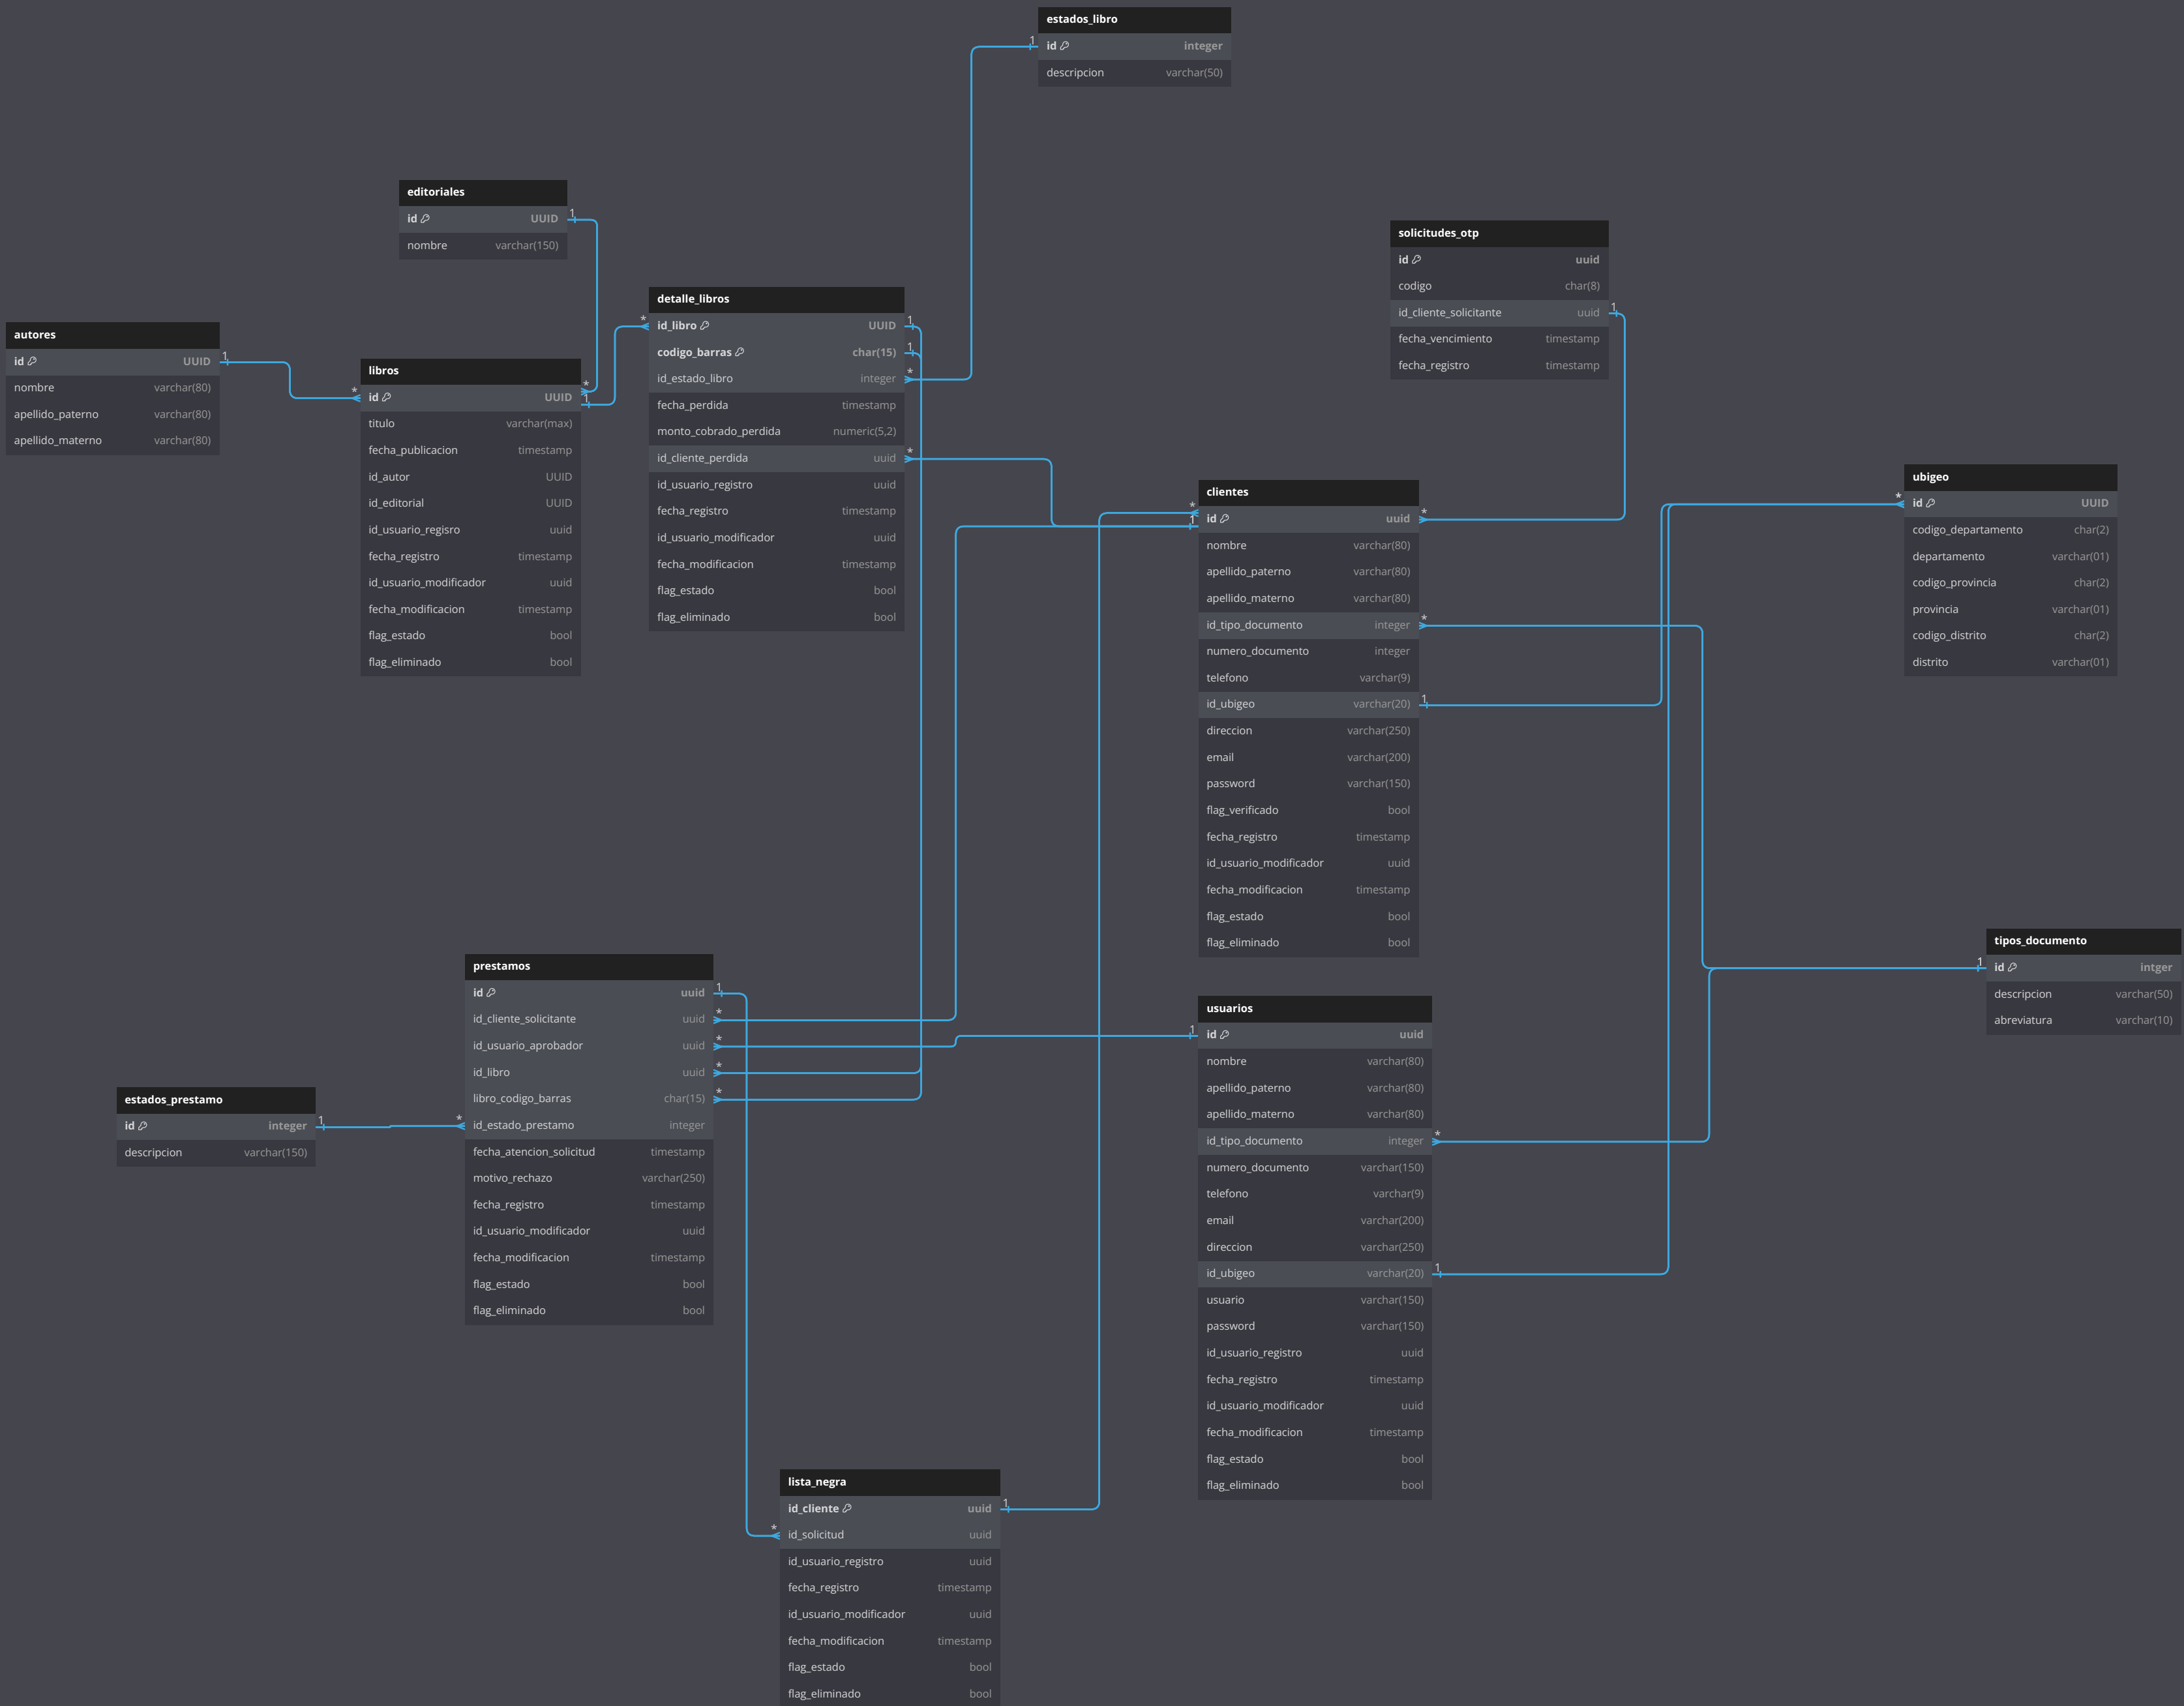 estados_libro
id integer
descripcion varchar(50)
editoriales
id UUID
nombre varchar(150)
solicitudes_otp
id uuid
codigo char(8)
id_cliente_solicitante uuid
fecha_vencimiento timestamp
fecha_registro timestamp
detalle_libros
id_libro UUID
codigo_barras char(15)
id_estado_libro integer
fecha_perdida timestamp
monto_cobrado_perdida numeric(5,2)
id_cliente_perdida uuid
id_usuario_registro uuid
fecha_registro timestamp
id_usuario_modificador uuid
fecha_modificacion timestamp
flag_estado bool
flag_eliminado bool
autores
id UUID
nombre varchar(80)
apellido_paterno varchar(80)
apellido_materno varchar(80)
libros
id UUID
titulo varchar(max)
fecha_publicacion timestamp
id_autor UUID
id_editorial UUID
id_usuario_regisro uuid
fecha_registro timestamp
id_usuario_modificador uuid
fecha_modificacion timestamp
flag_estado bool
flag_eliminado bool
clientes
id uuid
nombre varchar(80)
apellido_paterno varchar(80)
apellido_materno varchar(80)
id_tipo_documento integer
numero_documento integer
telefono varchar(9)
id_ubigeo varchar(20)
direccion varchar(250)
email varchar(200)
password varchar(150)
flag_verificado bool
fecha_registro timestamp
id_usuario_modificador uuid
fecha_modificacion timestamp
flag_estado bool
flag_eliminado bool
ubigeo
id UUID
codigo_departamento char(2)
departamento varchar(01)
codigo_provincia char(2)
provincia varchar(01)
codigo_distrito char(2)
distrito varchar(01)
tipos_documento
id intger
descripcion varchar(50)
abreviatura varchar(10)
prestamos
id uuid
id_cliente_solicitante uuid
id_usuario_aprobador uuid
id_libro uuid
libro_codigo_barras char(15)
id_estado_prestamo integer
fecha_atencion_solicitud timestamp
motivo_rechazo varchar(250)
fecha_registro timestamp
id_usuario_modificador uuid
fecha_modificacion timestamp
flag_estado bool
flag_eliminado bool
usuarios
id uuid
nombre varchar(80)
apellido_paterno varchar(80)
apellido_materno varchar(80)
id_tipo_documento integer
numero_documento varchar(150)
telefono varchar(9)
email varchar(200)
direccion varchar(250)
id_ubigeo varchar(20)
usuario varchar(150)
password varchar(150)
id_usuario_registro uuid
fecha_registro timestamp
id_usuario_modificador uuid
fecha_modificacion timestamp
flag_estado bool
flag_eliminado bool
estados_prestamo
id integer
descripcion varchar(150)
lista_negra
id_cliente uuid
id_solicitud uuid
id_usuario_registro uuid
fecha_registro timestamp
id_usuario_modificador uuid
fecha_modificacion timestamp
flag_estado bool
flag_eliminado bool